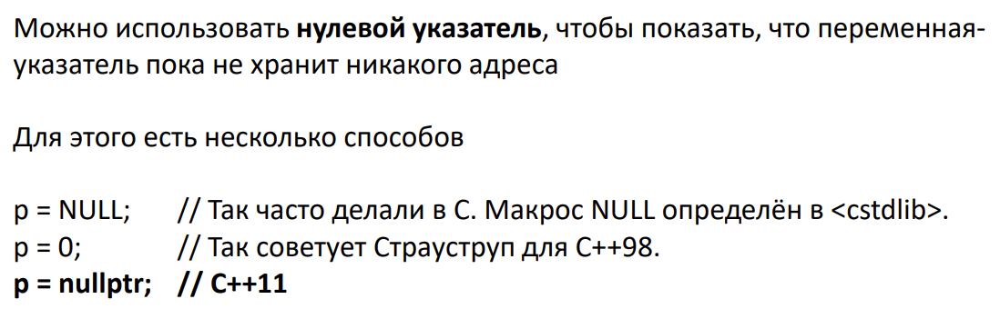 Можно использовать нулевой указатель, чтобы показать, что переменная-
указатель пока не хранит никакого адреса
Для этого есть несколько способов
p = NULL; // Так часто делали в C. Макрос NULL определён в <cstdlib>.
p = 0; // Так советует Страуструп для C++98.
p = nullptr; // C++11